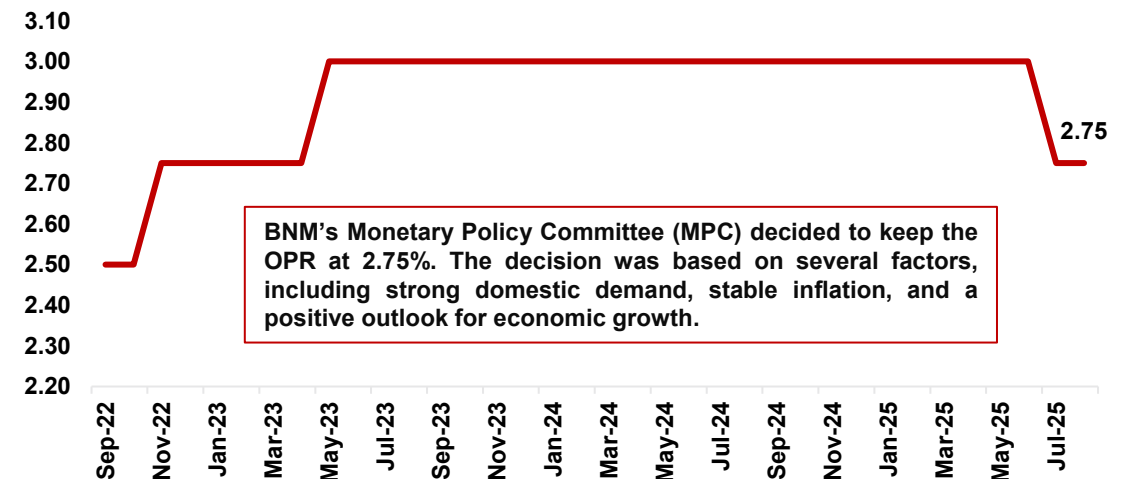 3.10
3.00
2.90
2.80
2.70
2.60
2.50
2.40
2.30
2.20
2.75
BNM’s Monetary Policy Committee (MPC) decided to keep the
OPR at 2.75%. The decision was based on several factors,
including strong domestic demand, stable inflation, and a
positive outlook for economic growth.
Sep-22
Nov-22
Jan-23
Mar-23
May-23
Jul-23
Sep-23
Nov-23
Jan-24
Mar-24
May-24
Jul-24
Sep-24
Nov-24
Jan-25
Mar-25
May-25
Jul-25